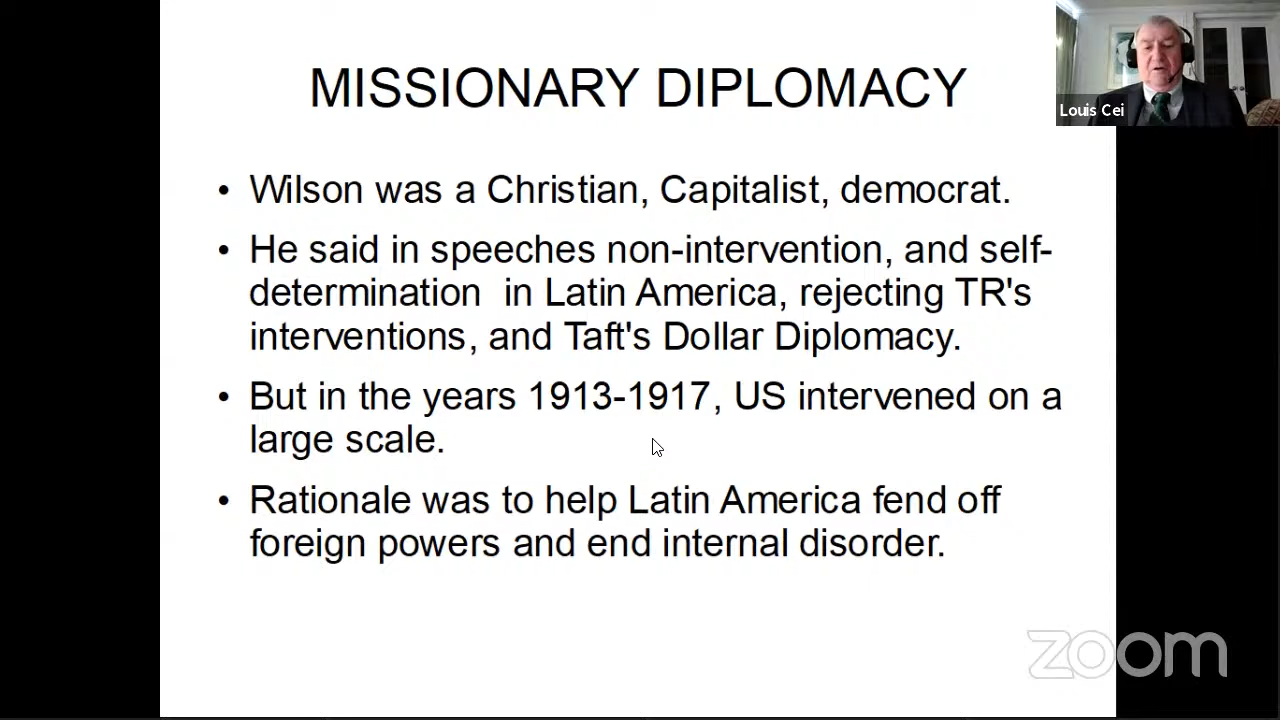 MISSIONARY DIPLOMACY
Louis Cei
• Wilson was a Christian, Capitalist, democrat.
• He said in speeches non-intervention, and self-
determination  in Latin America, rejecting TR's
interventions, and Taft's Dollar Diplomacy.
• But in the years 1913-1917, US intervened on a
large scale.
• Rationale was to help Latin America fend off
foreign powers and end internal disorder.
zoom